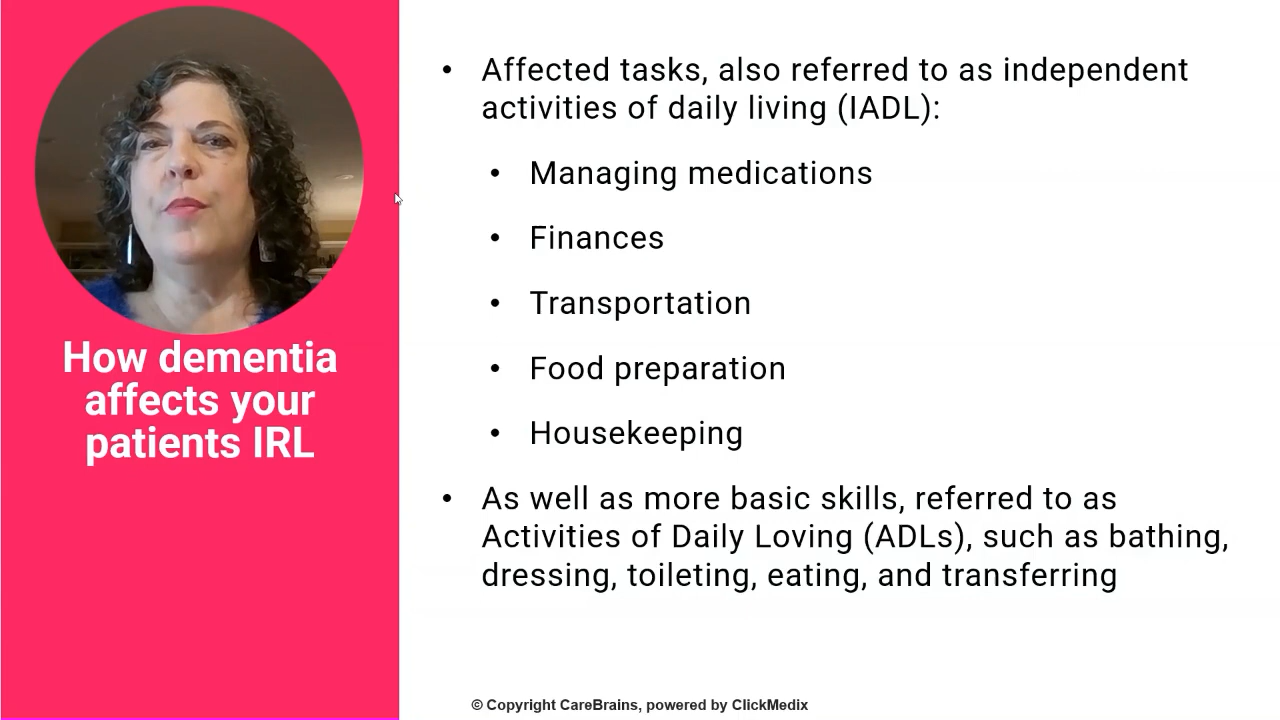 How dementia
affects your
patients IRL
• Affected tasks, also referred to as independent
activities of daily living (IADL):
• Managing medications
• Finances
• Transportation
• Food preparation
• Housekeeping
• As well as more basic skills, referred to as
Activities of Daily Loving (ADLs), such as bathing,
dressing, toileting, eating, and transferring
© Copyright CareBrains, powered by ClickMedix